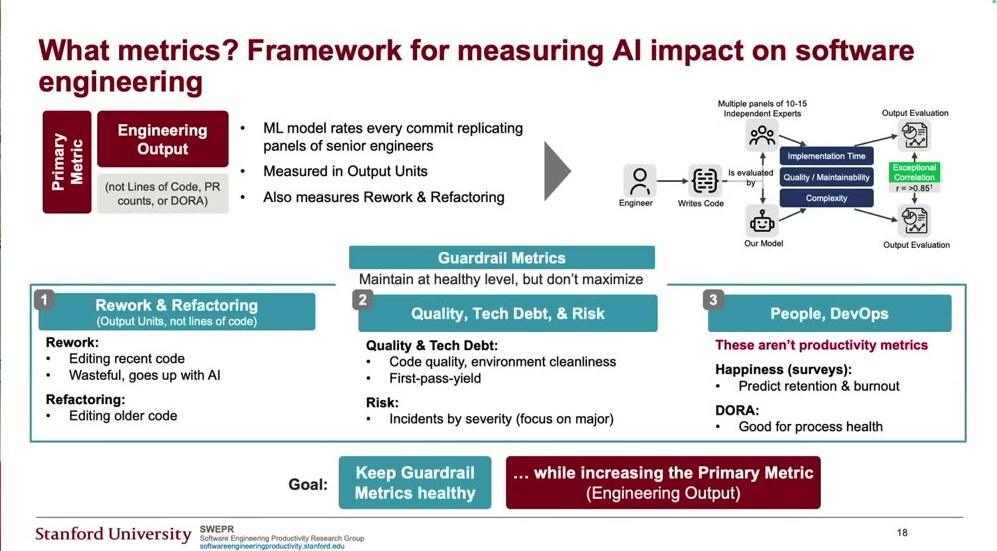 What metrics? Framework for measuring AI impact on software
engineering
Primary
Metric
Engineering
Output
(not Lines of Code, PR
counts, or DORA)
• ML model rates every commit replicating
panels of senior engineers
• Measured in Output Units
• Also measures Rework & Refactoring
Multiple panels of 10-15
Independent Experts
Output Evaluation
Engineer
Writes Code
Is evaluated
by
Implementation Time
Quality / Maintainability
Complexity
Exceptional
Correlation
r = >0.85¹
Our Model
Output Evaluation
Guardrail Metrics
Maintain at healthy level, but don’t maximize
1
Rework & Refactoring
(Output Units, not lines of code)
Rework:
• Editing recent code
• Wasteful, goes up with AI
Refactoring:
• Editing older code
2
Quality, Tech Debt, & Risk
Quality & Tech Debt:
• Code quality, environment cleanliness
• First-pass-yield
Risk:
• Incidents by severity (focus on major)
3
People, DevOps
These aren’t productivity metrics
Happiness (surveys):
• Predict retention & burnout
DORA:
• Good for process health
Goal:
Keep Guardrail
Metrics healthy
… while increasing the Primary Metric
(Engineering Output)
Stanford University
SWEPR
Software Engineering Productivity Research Group
softwareengineeringproductivity.stanford.edu
18